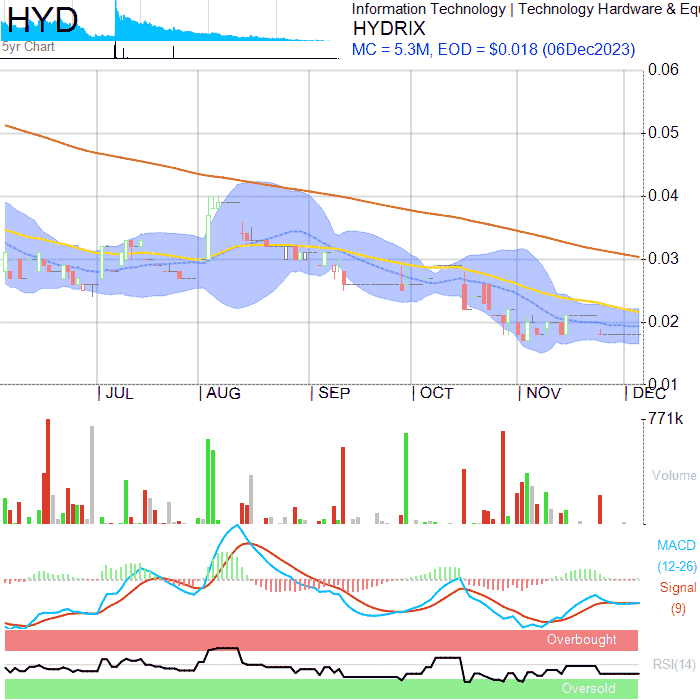 HYD
5yr Chart
Information Technology | Technology Hardware & Equ
HYDRIX
MC = 5.3M, EOD = $0.018 (06Dec2023)
0.06
0.05
0.04
0.03
0.02
0.01
JUL
AUG
SEP
OCT
NOV
DEC
771k
Volume
MACD
(12-26)
Signal
(9)
Overbought
RSI(14)
Oversold